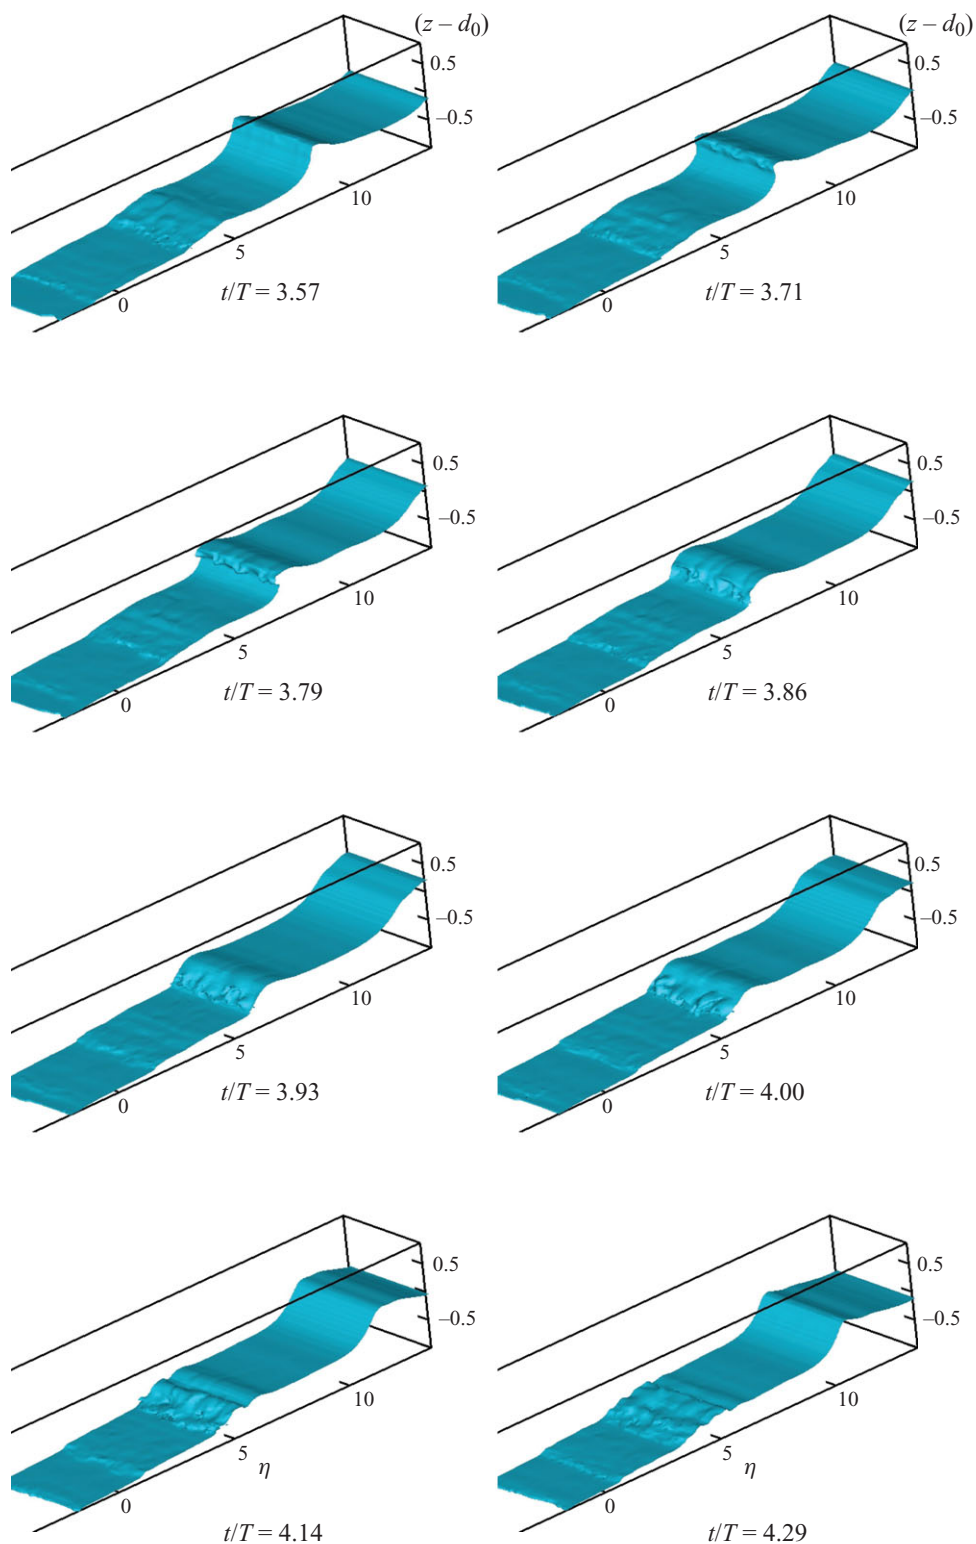 (z – d0) (z – d0)
0.5 0.5
–0.5 –0.5
10 10
5 5
0 t/T = 3.57 0 t/T = 3.71
0.5 0.5
–0.5 –0.5
10 10
5 5
0 t/T = 3.79 0 t/T = 3.86
0.5 0.5
–0.5 –0.5
10 10
5 5
0 t/T = 3.93 0 t/T = 4.00
0.5 0.5
–0.5 –0.5
10 10
5 5
η η
0 0
t/T = 4.14 t/T = 4.29